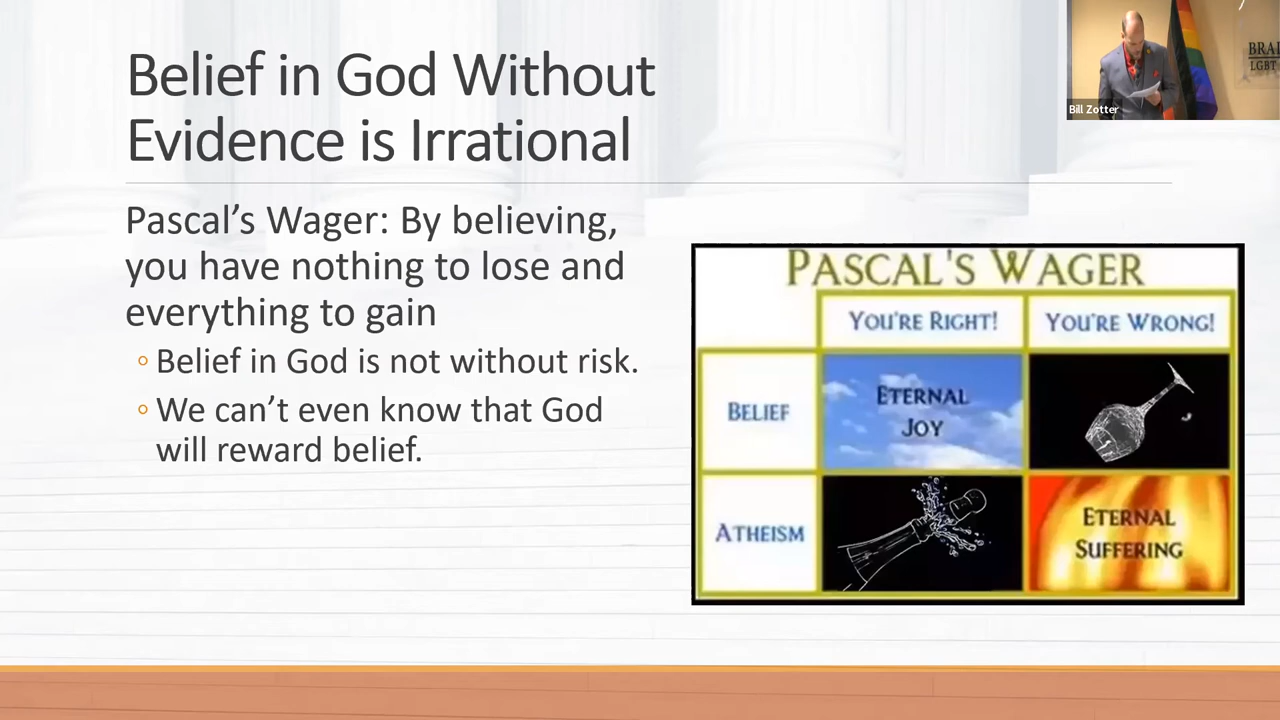 Belief in God Without
Evidence is Irrational
Pascal's Wager: By believing,
you have nothing to lose and
everything to gain
◦ Belief in God is not without risk.
◦ We can't even know that God
will reward belief.
PASCAL'S WAGER
YOU'RE RIGHT!
YOU'RE WRONG!
BELIEF
ETERNAL
JOY
ATHEISM
ETERNAL
SUFFERING
Bill Zotter
LGBT